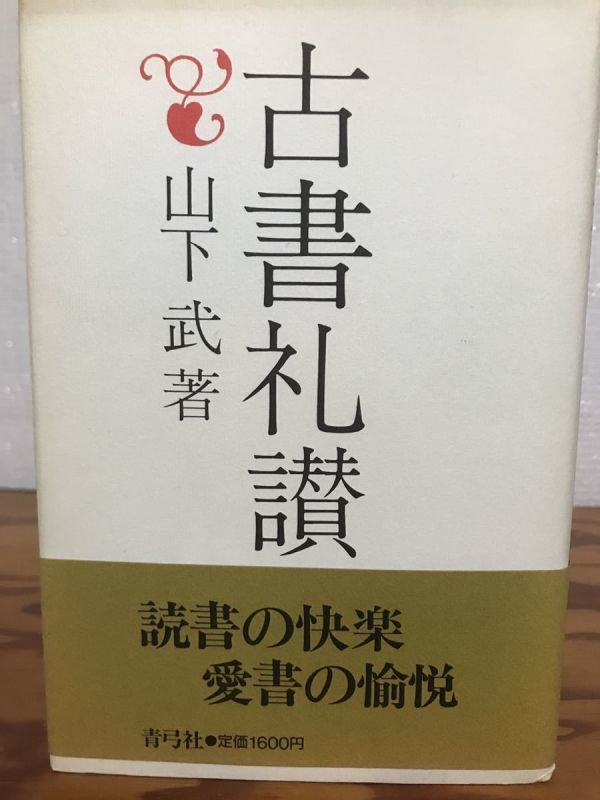 古書礼讃
山下武著
読書の快楽
愛書の愉悦
青弓社●定価1600円